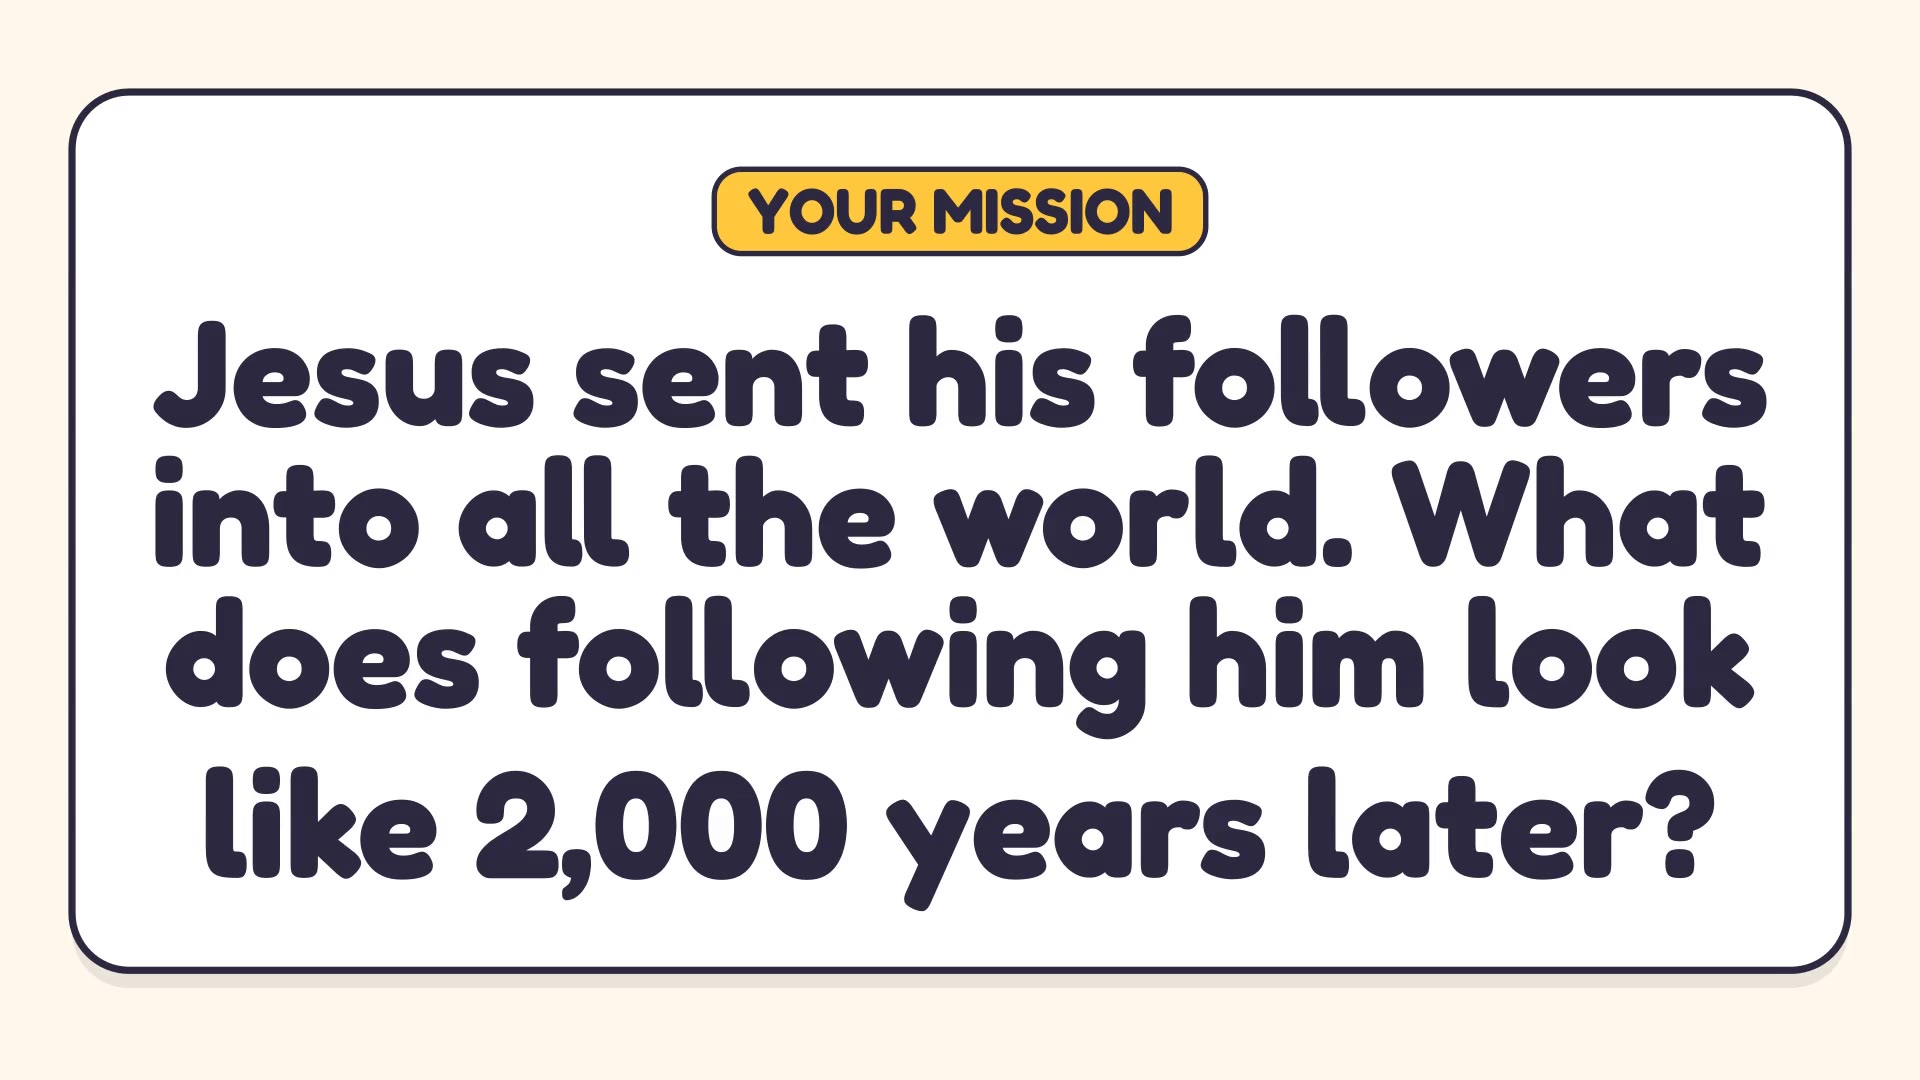 YOUR MISSION
Jesus sent his followers
into all the world. What
does following him look
like 2,000 years later?